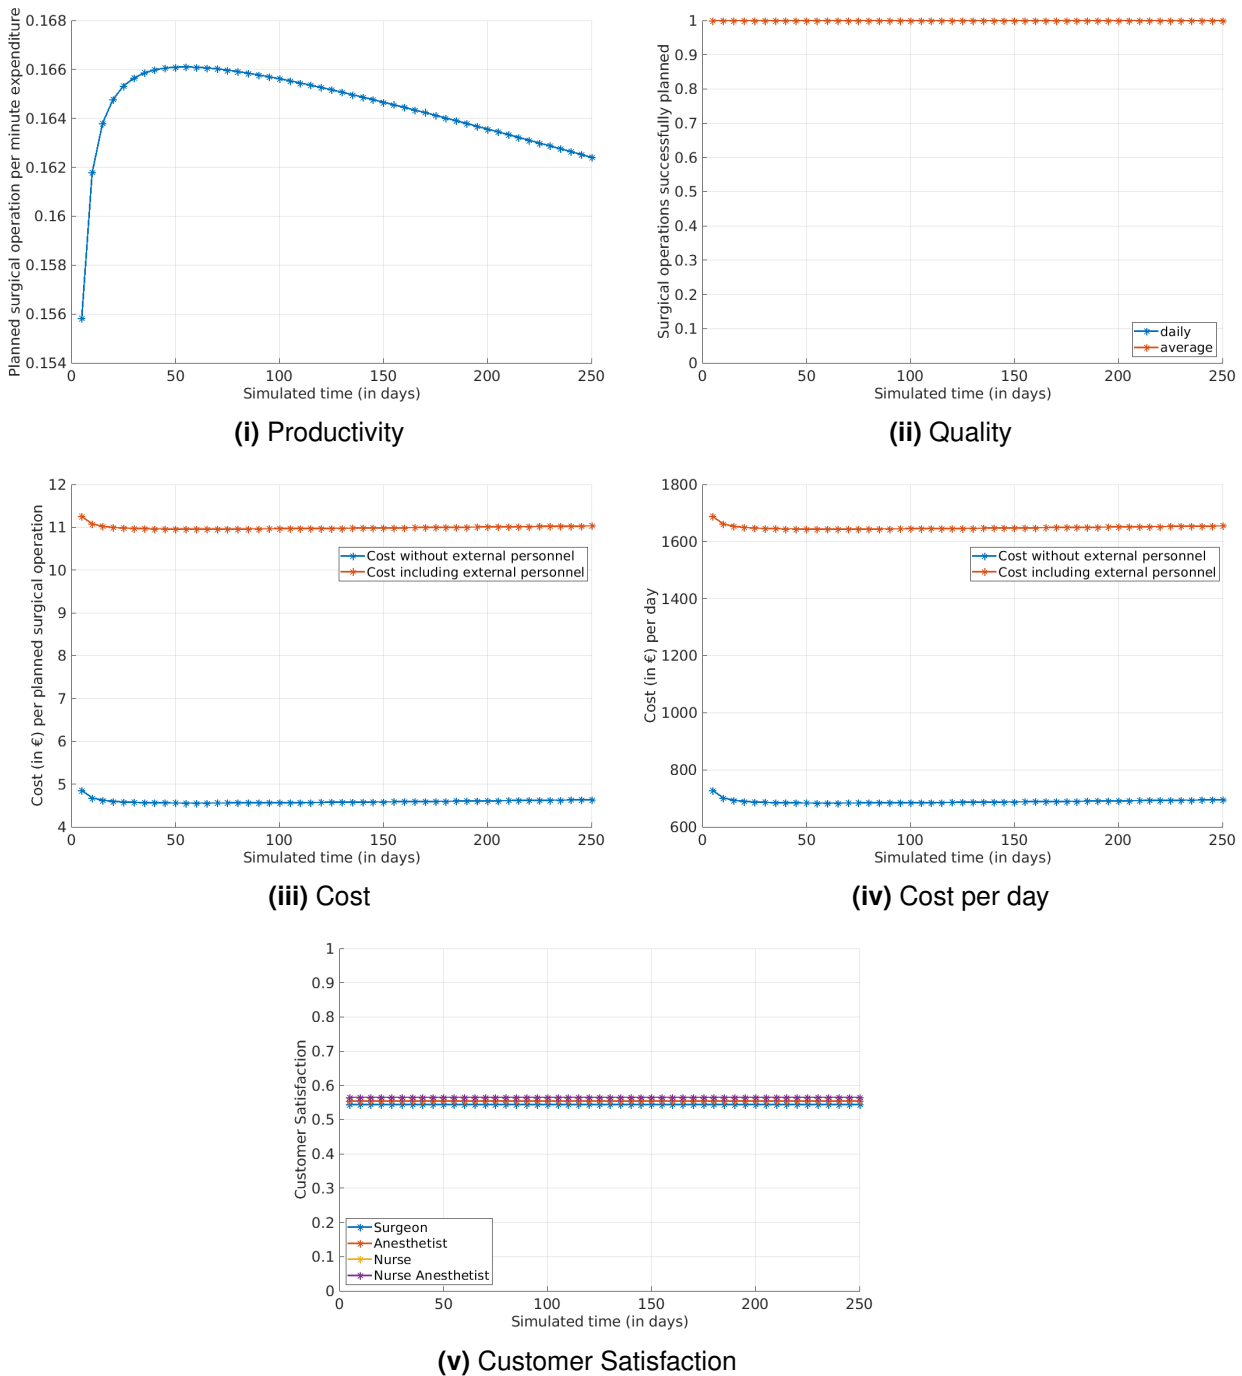 Planned surgical operation per minute expenditure
0.168
0.166
0.164
0.162
0.16
0.158
0.156
0.154
0 50 100 150 200 250
Simulated time (in days)
(i) Productivity
Surgical operations successfully planned
1
0.9
0.8
0.7
0.6
0.5
0.4
0.3
0.2
0.1
0
daily
average
0 50 100 150 200 250
Simulated time (in days)
(ii) Quality
Cost (in €) per planned surgical operation
12
11
10
9
8
7
6
5
4
Cost without external personnel
Cost including external personnel
0 50 100 150 200 250
Simulated time (in days)
(iii) Cost
Cost (in €) per day
1800
1600
1400
1200
1000
800
600
Cost without external personnel
Cost including external personnel
0 50 100 150 200 250
Simulated time (in days)
(iv) Cost per day
Customer Satisfaction
1
0.9
0.8
0.7
0.6
0.5
0.4
0.3
0.2
0.1
0
Surgeon
Anesthetist
Nurse
Nurse Anesthetist
0 50 100 150 200 250
Simulated time (in days)
(v) Customer Satisfaction